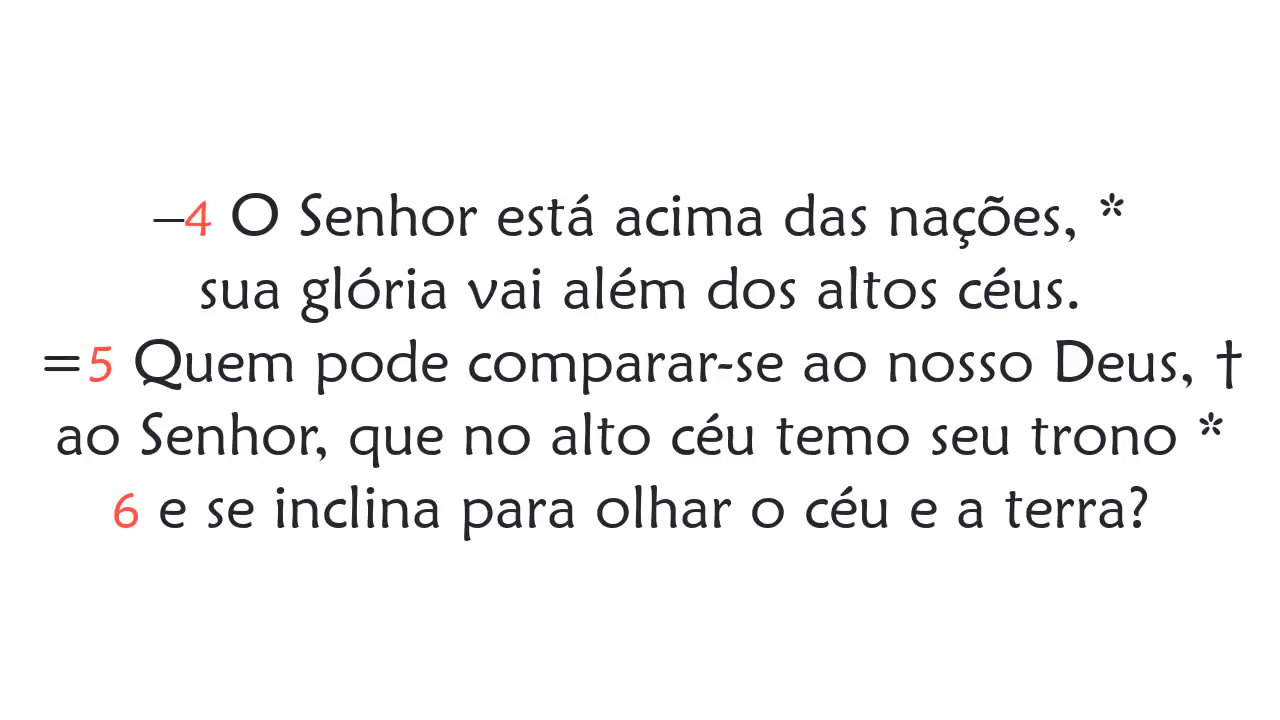 –4 O Senhor está acima das nações, *
sua glória vai além dos altos céus.
=5 Quem pode comparar-se ao nosso Deus, †
ao Senhor, que no alto céu temo seu trono *
6 e se inclina para olhar o céu e a terra?